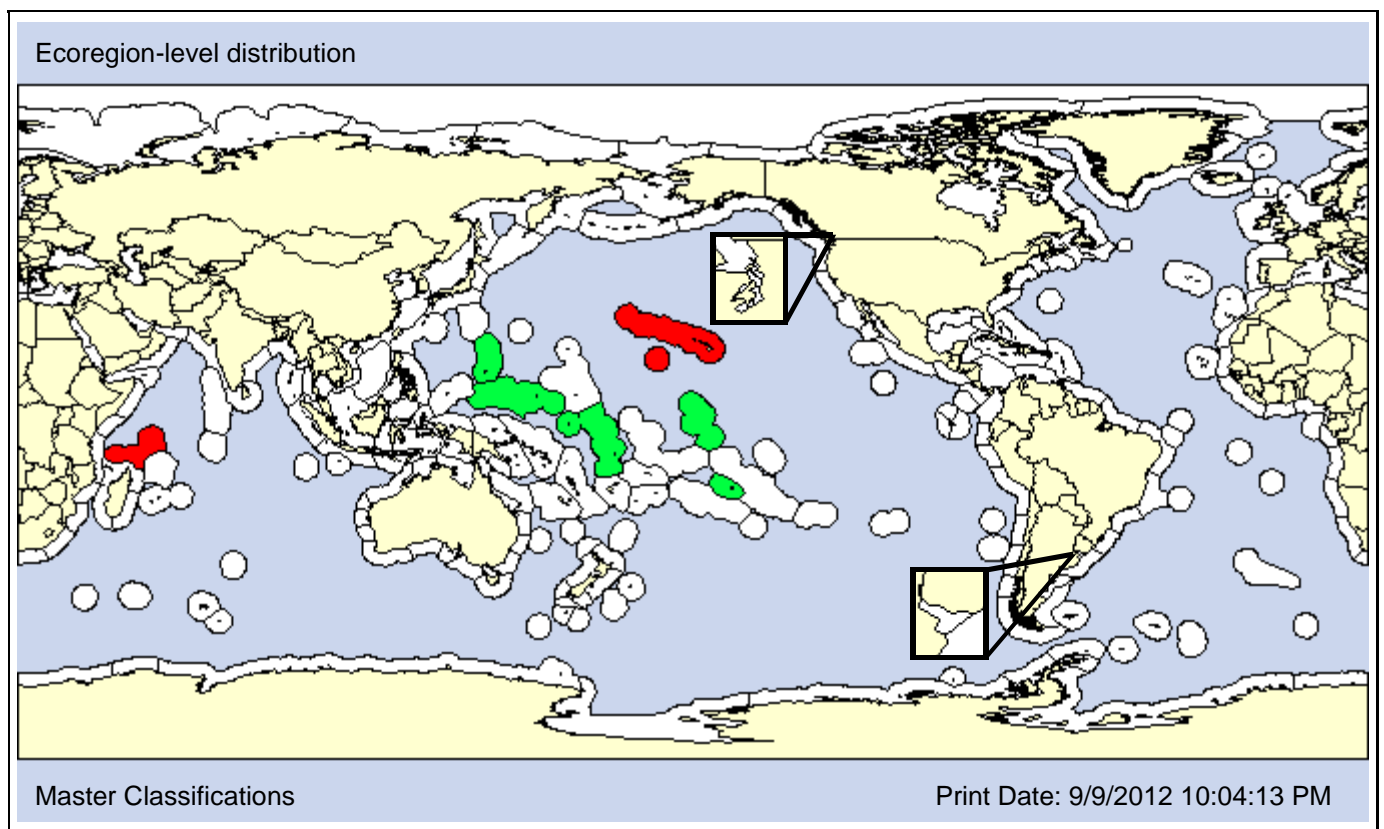 Ecoregion-level distribution
Master Classifications
Print Date: 9/9/2012 10:04:13 PM